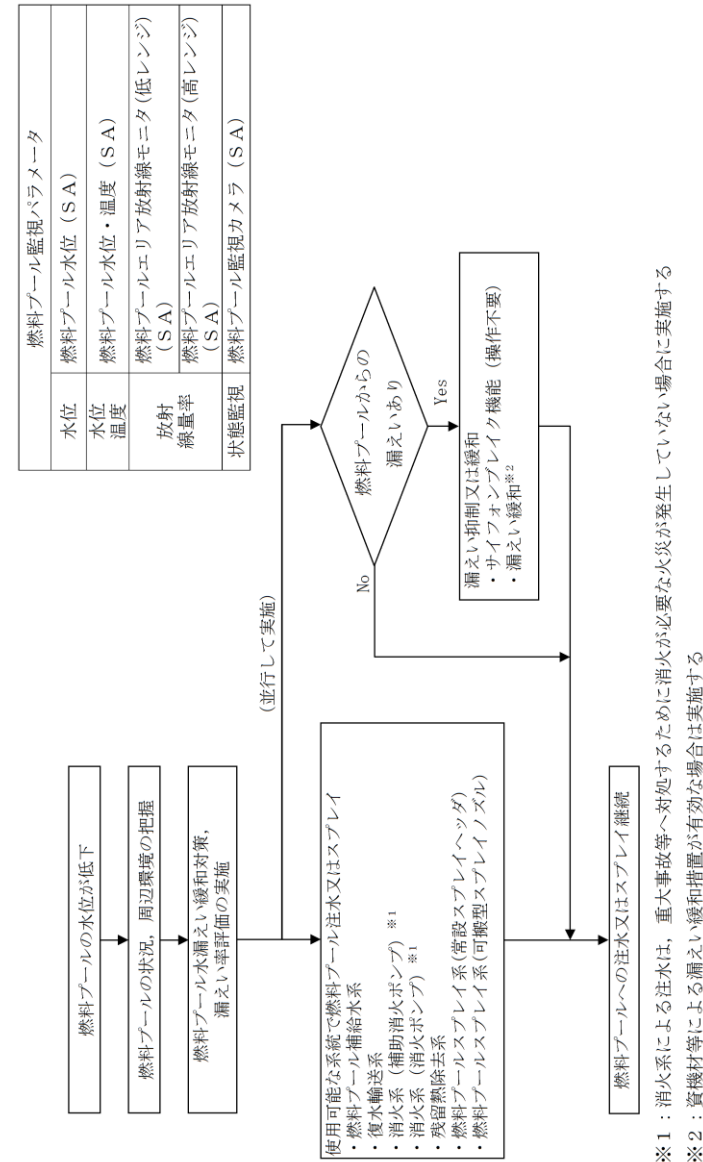 燃料プール監視パラメータ
水位
燃料プール水位（ＳＡ）
水位
温度
燃料プール水位・温度（ＳＡ）
放射
線量率
燃料プールエリア放射線モニタ(低レンジ)
（ＳＡ）
燃料プールエリア放射線モニタ(高レンジ)
（ＳＡ）
状態監視
燃料プール監視カメラ（ＳＡ）
燃料プールの水位が低下
燃料プールの状況，周辺環境の把握
燃料プール水漏えい緩和対策，
漏えい率評価の実施
(並行して実施)
使用可能な系統で燃料プール注水又はスプレイ
・燃料プール補給水系
・復水輸送系
・消火系（補助消火ポンプ）※1
・消火系（消火ポンプ）※1
・残留熱除去系
・燃料プールスプレイ系(常設スプレイヘッダ)
・燃料プールスプレイ系(可搬型スプレイノズル)
燃料プールからの
漏えいあり
No
Yes
漏えい抑制又は緩和
・サイフォンブレイク機能（操作不要）
・漏えい緩和※2
燃料プールへの注水又はスプレイ継続
※１：消火系による注水は，重大事故等へ対処するために消火が必要な火災が発生していない場合に実施する
※２：資機材等による漏えい緩和措置が有効な場合は実施する